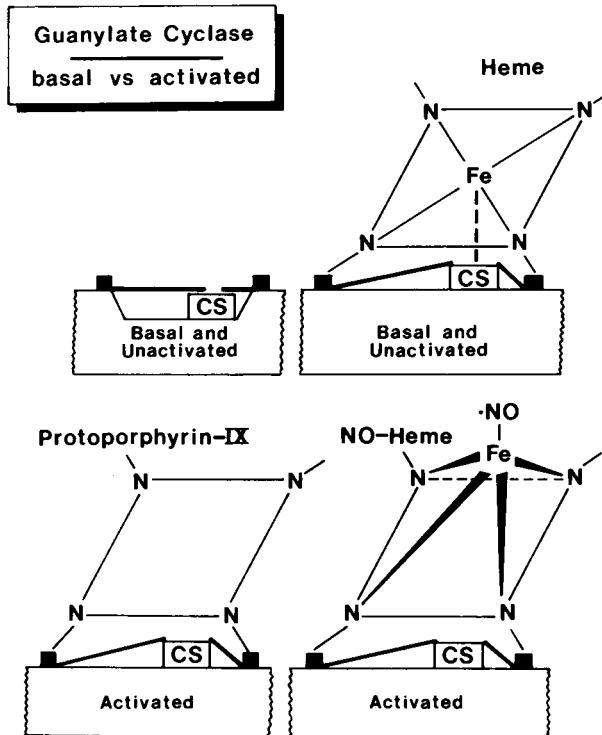 Guanylate Cyclase
basal vs activated
Heme
N N
Fe
N N
CS
Basal and
Unactivated
CS
Basal and
Unactivated
Protoporphyrin-IX
N N
N N
CS
Activated
NO-Heme
·NO
Fe
N N
N N
CS
Activated